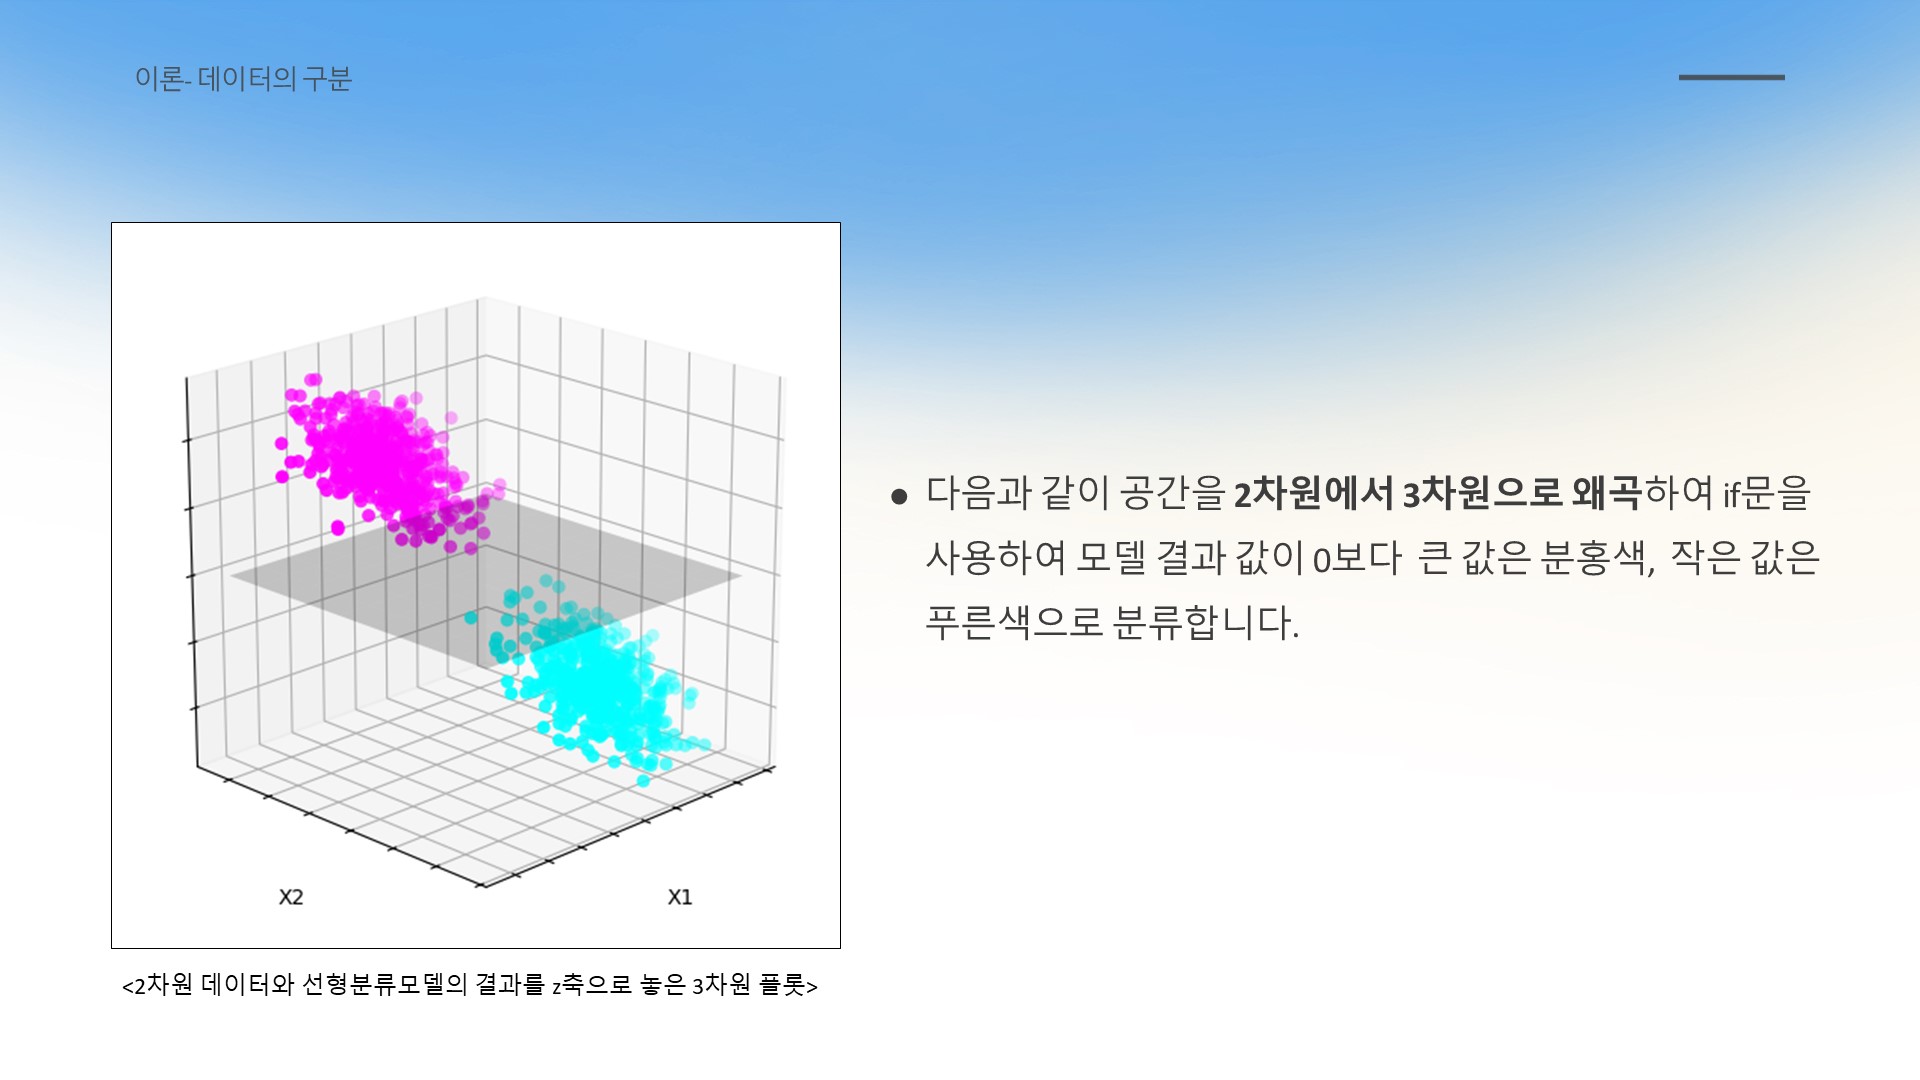 이론- 데이터의 구분
● 다음과 같이 공간을 2차원에서 3차원으로 왜곡하여 if문을
사용하여 모델 결과 값이 0보다 큰 값은 분홍색, 작은 값은
푸른색으로 분류합니다.
X2
X1
<2차원 데이터와 선형분류모델의 결과를 z축으로 놓은 3차원 플롯>